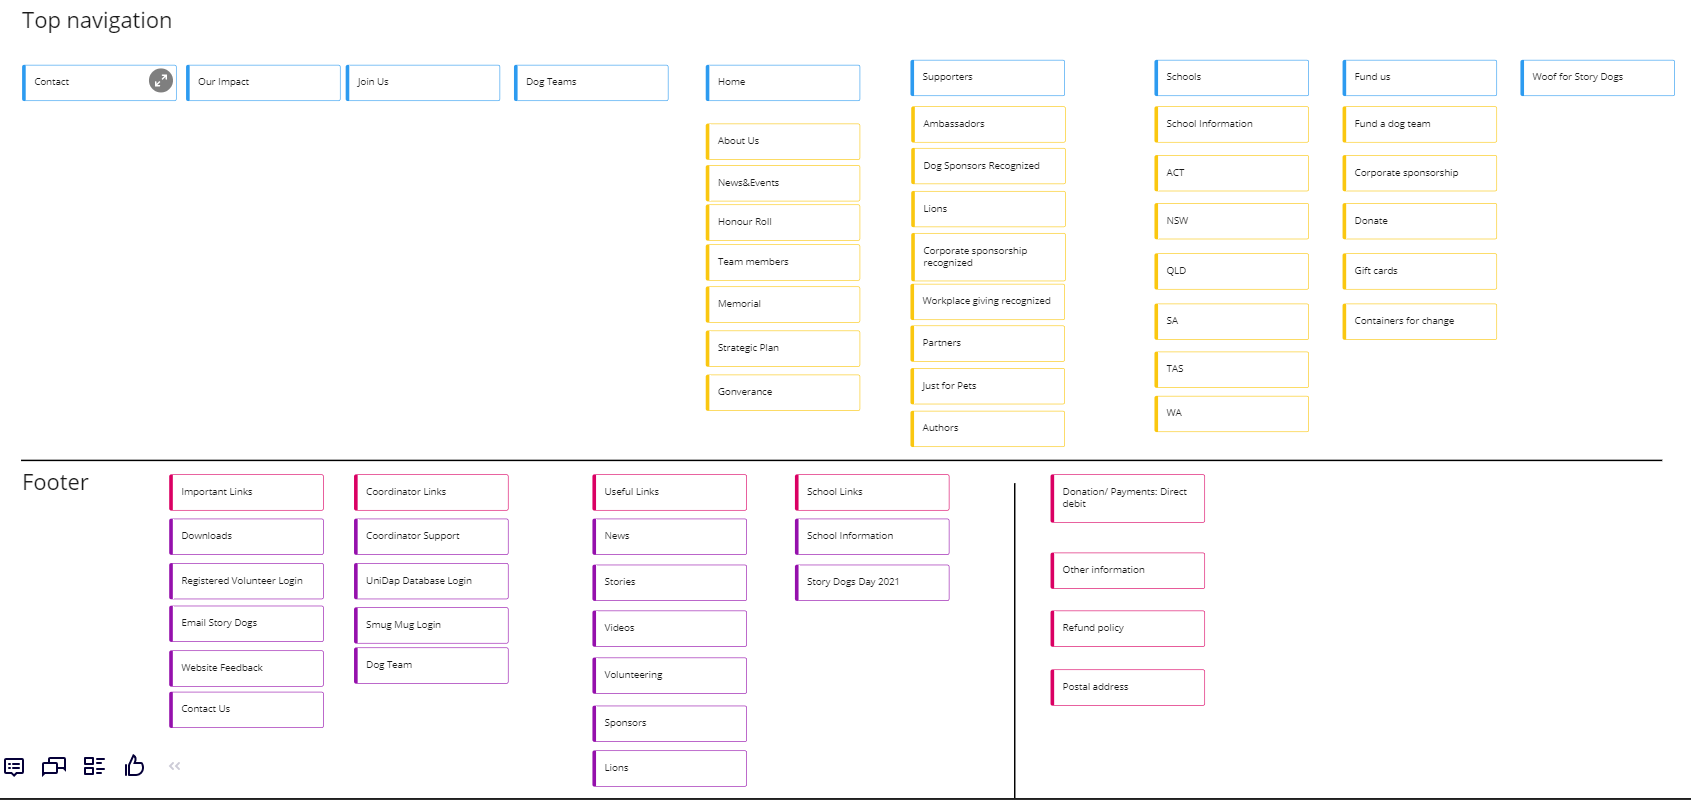 Top navigation
Contact
Our Impact
Join Us
Dog Teams
Home
Supporters
Schools
Fund us
Woof for Story Dogs
About Us
News&Events
Honour Roll
Team members
Memorial
Strategic Plan
Gonverance
Ambassadors
Dog Sponsors Recognized
Lions
Corporate sponsorship
recognized
Workplace giving recognized
Partners
Just for Pets
Authors
School Information
ACT
NSW
QLD
SA
TAS
WA
Fund a dog team
Corporate sponsorship
Donate
Gift cards
Containers for change
Footer
Important Links
Downloads
Registered Volunteer Login
Email Story Dogs
Website Feedback
Contact Us
Coordinator Links
Coordinator Support
UniDap Database Login
Smug Mug Login
Dog Team
Useful Links
News
Stories
Videos
Volunteering
Sponsors
Lions
School Links
School Information
Story Dogs Day 2021
Donation/ Payments: Direct
debit
Other information
Refund policy
Postal address